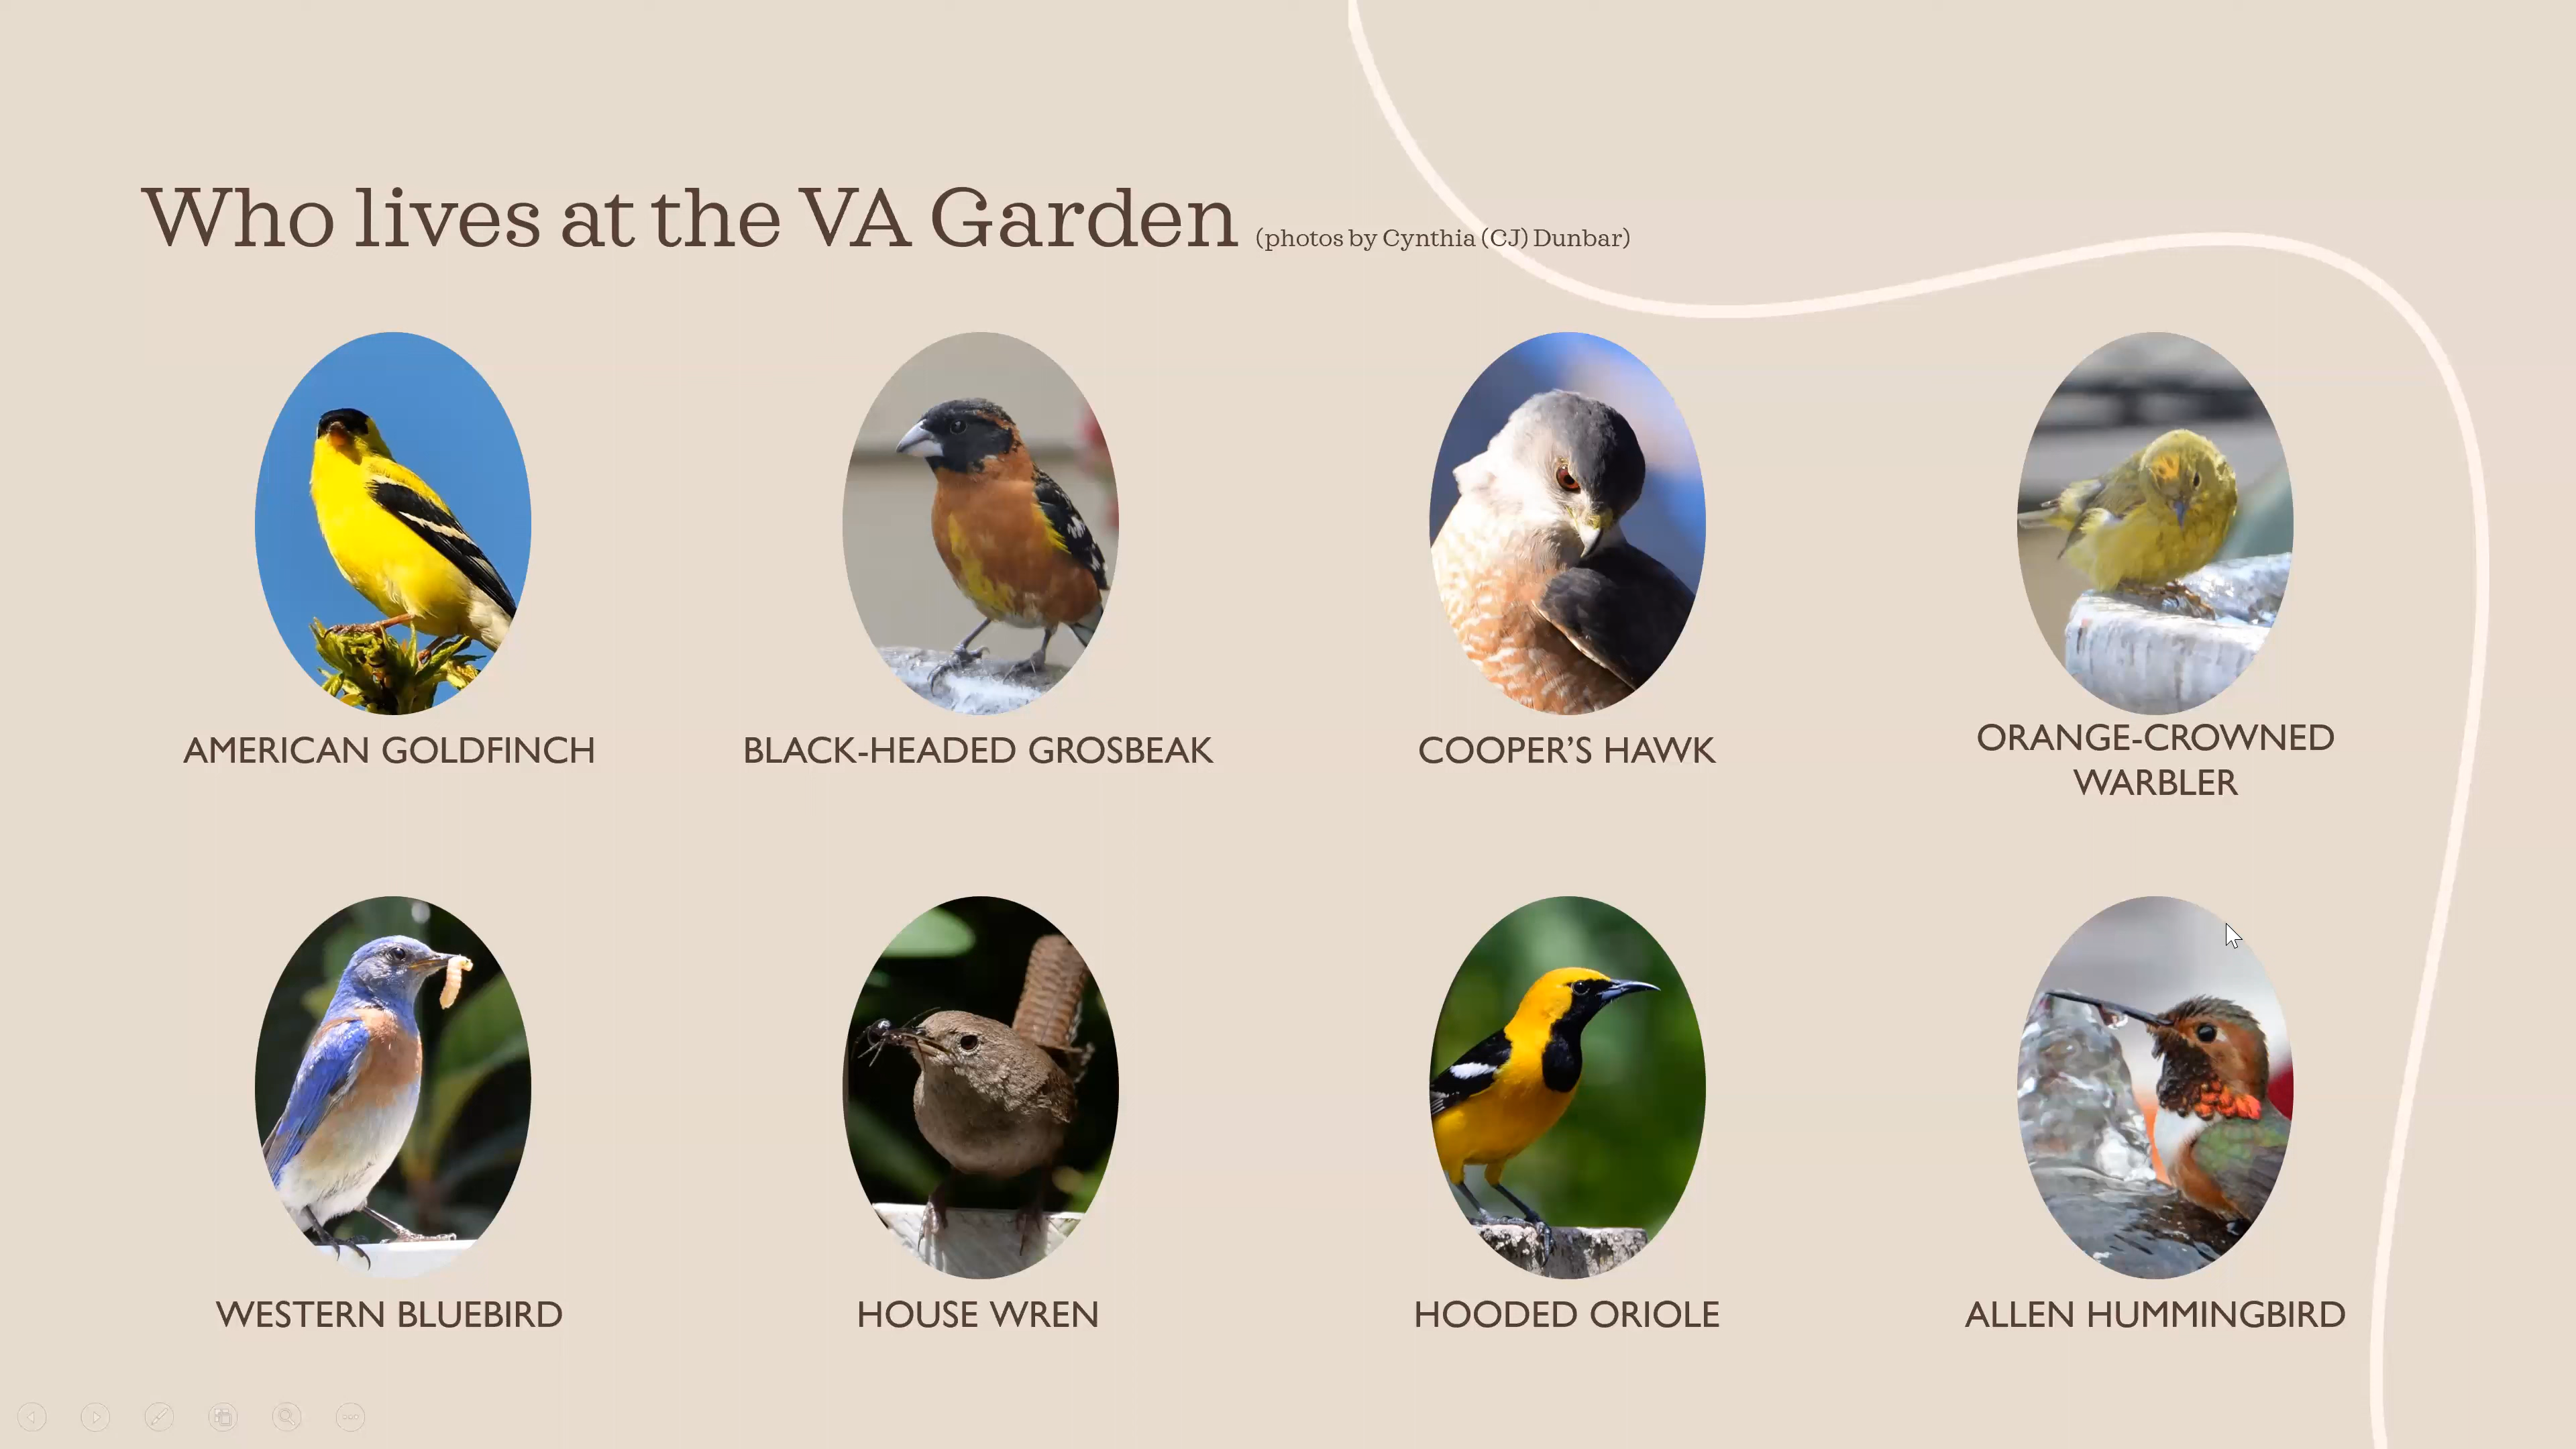 Who lives at the VA Garden (photos by Cynthia (CJ) Dunbar)
AMERICAN GOLDFINCH
BLACK-HEADED GROSBEAK
COOPER’S HAWK
ORANGE-CROWNED
WARBLER
WESTERN BLUEBIRD
HOUSE WREN
HOODED ORIOLE
ALLEN HUMMINGBIRD